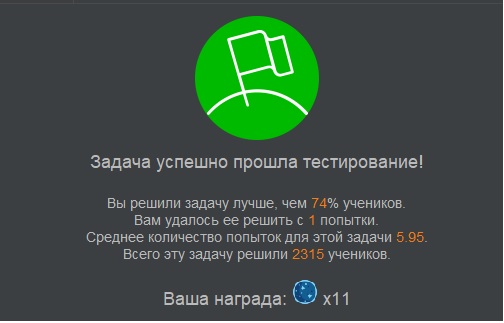 Задача успешно прошла тестирование!
Вы решили задачу лучше, чем 74% учеников.
Вам удалось ее решить с 1 попытки.
Среднее количество попыток для этой задачи 5.95.
Всего эту задачу решили 2315 учеников.
Ваша награда: x11